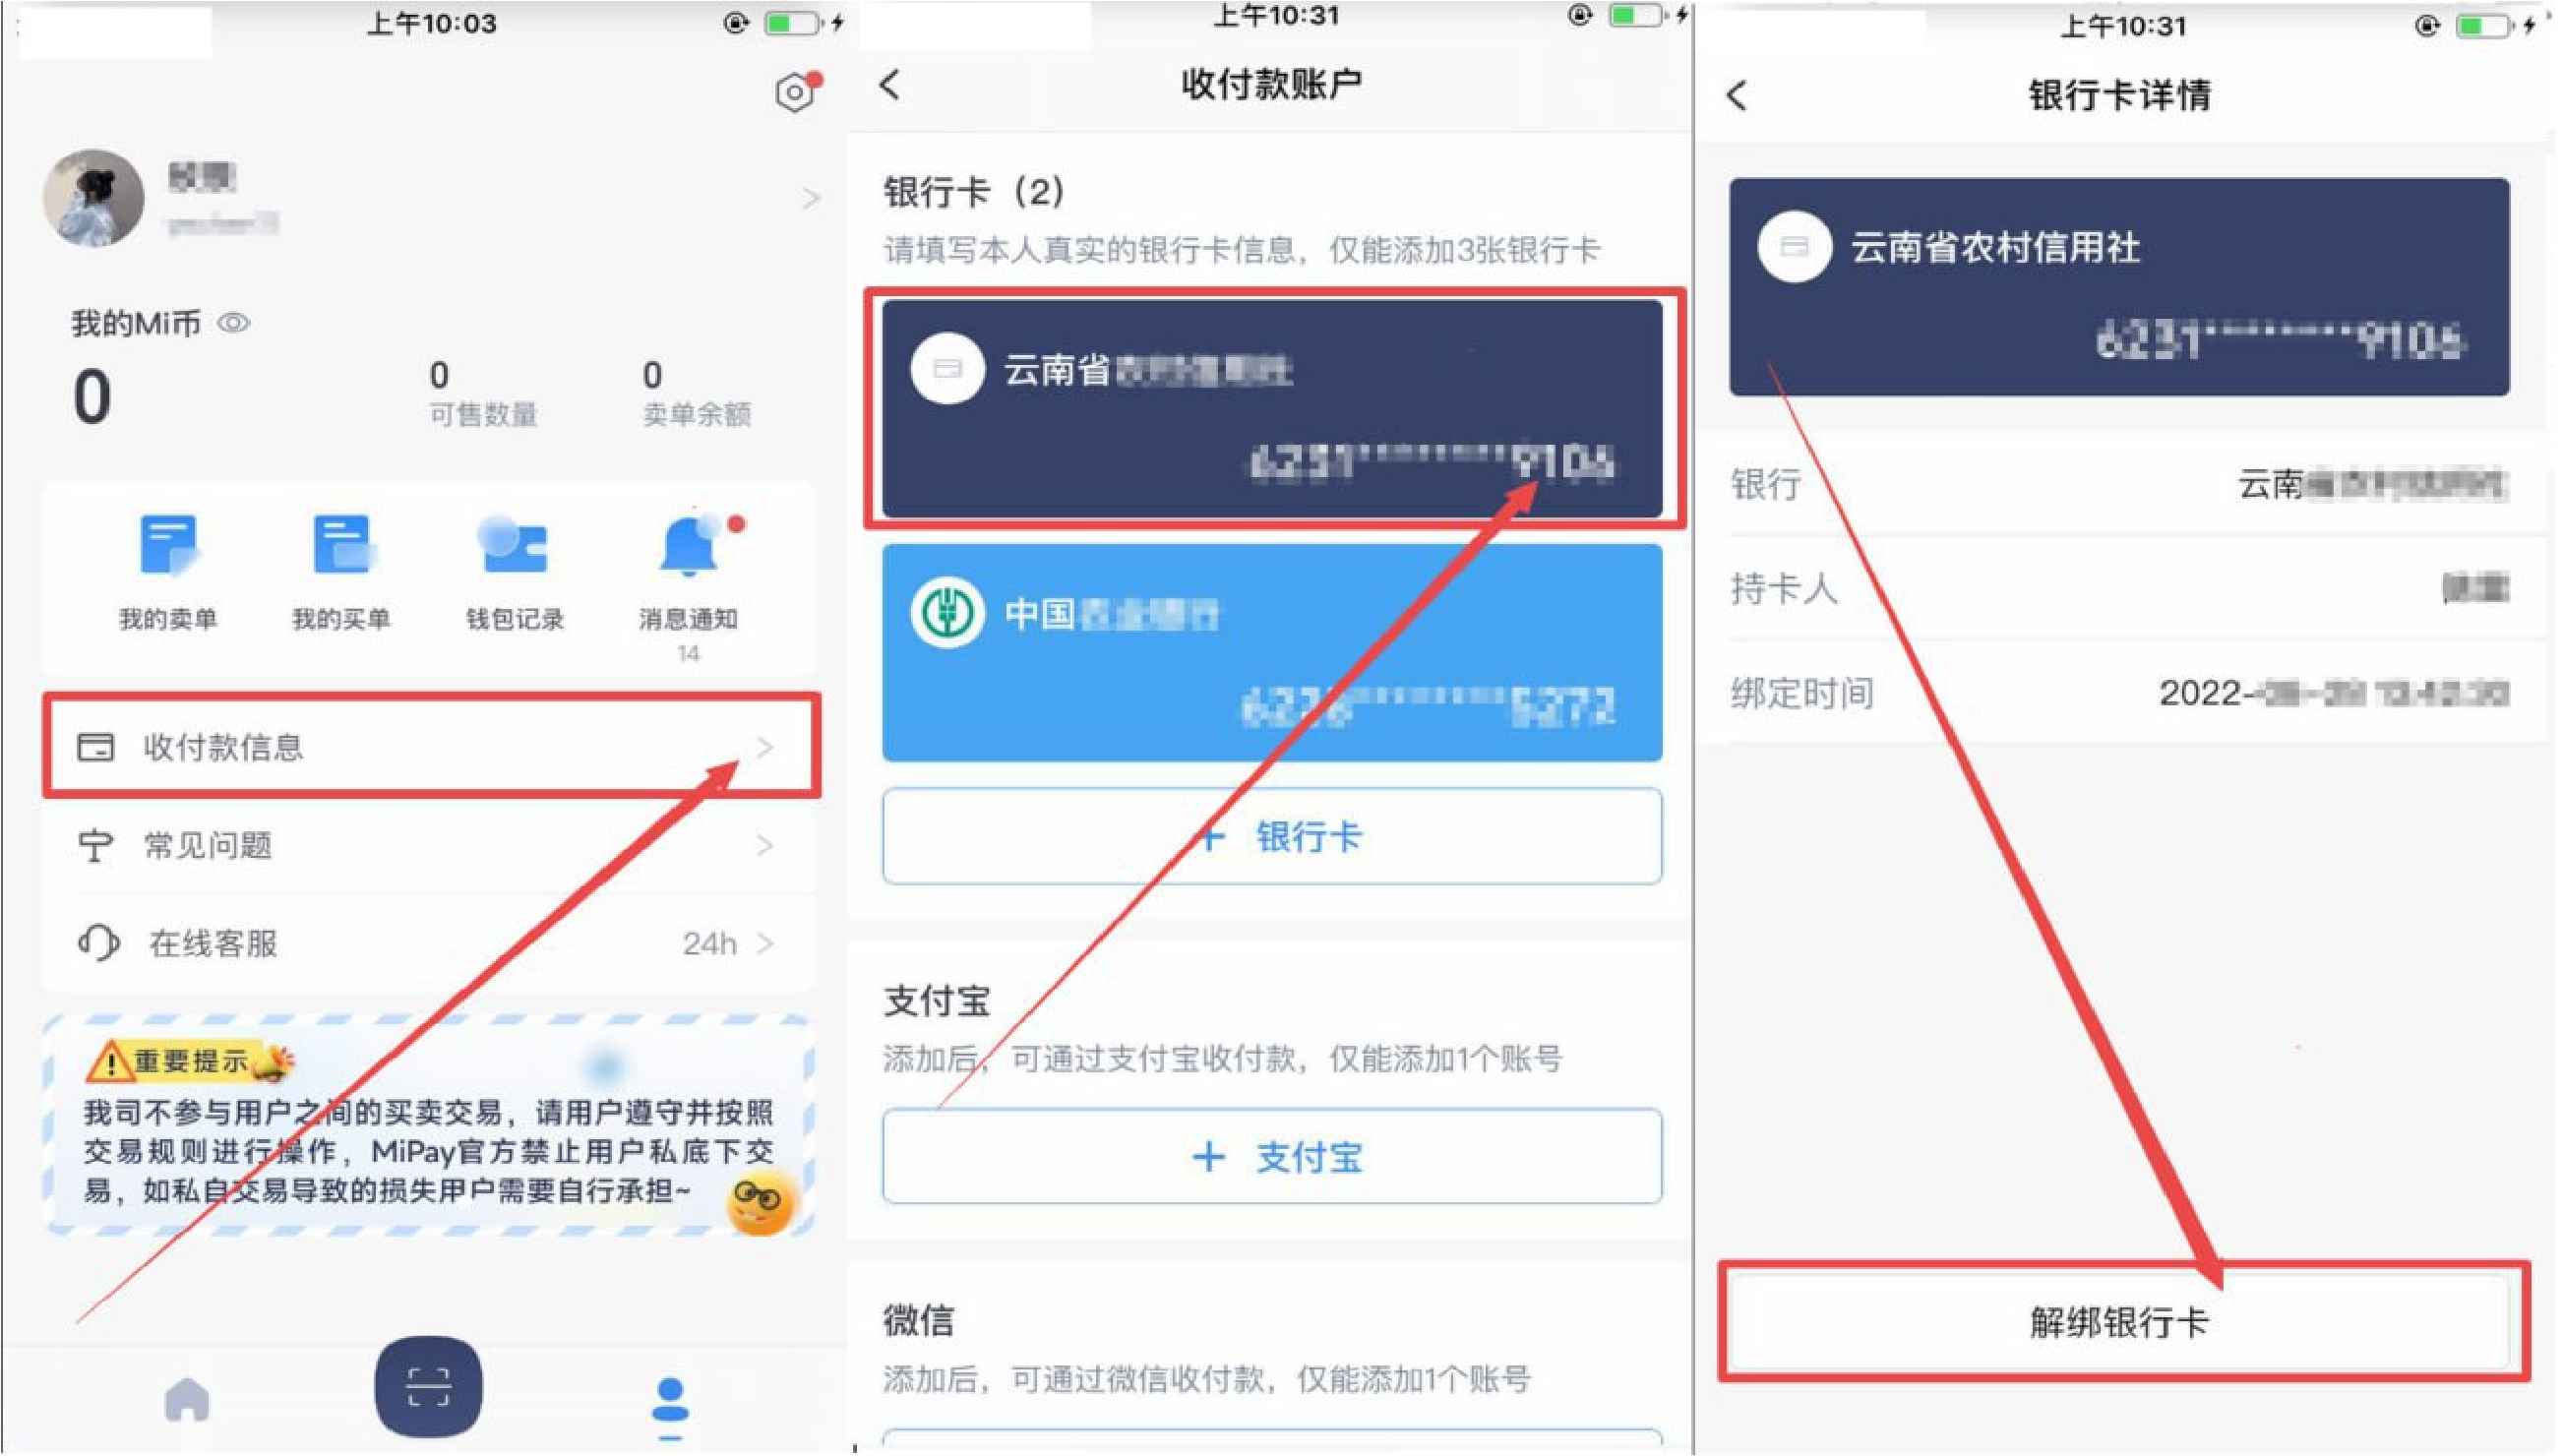 上午10:03
我的Mi币
0
0
可售数量
0
卖单余额
我的卖单
我的买单
钱包记录
消息通知
14
收付款信息
常见问题
在线客服
24h
重要提示
我司不参与用户之间的买卖交易，请用户遵守并按照
交易规则进行操作，MiPay官方禁止用户私底下交
易，如私自交易导致的损失用户需要自行承担~
上午10:31
收付款账户
银行卡（2）
请填写本人真实的银行卡信息，仅能添加3张银行卡
云南省
6231*********9106
中国
6228*********5272
+ 银行卡
支付宝
添加后，可通过支付宝收付款，仅能添加1个账号
+ 支付宝
微信
添加后，可通过微信收付款，仅能添加1个账号
上午10:31
银行卡详情
云南省农村信用社
6231*********9106
银行
云南
持卡人
绑定时间
2022-
解绑银行卡